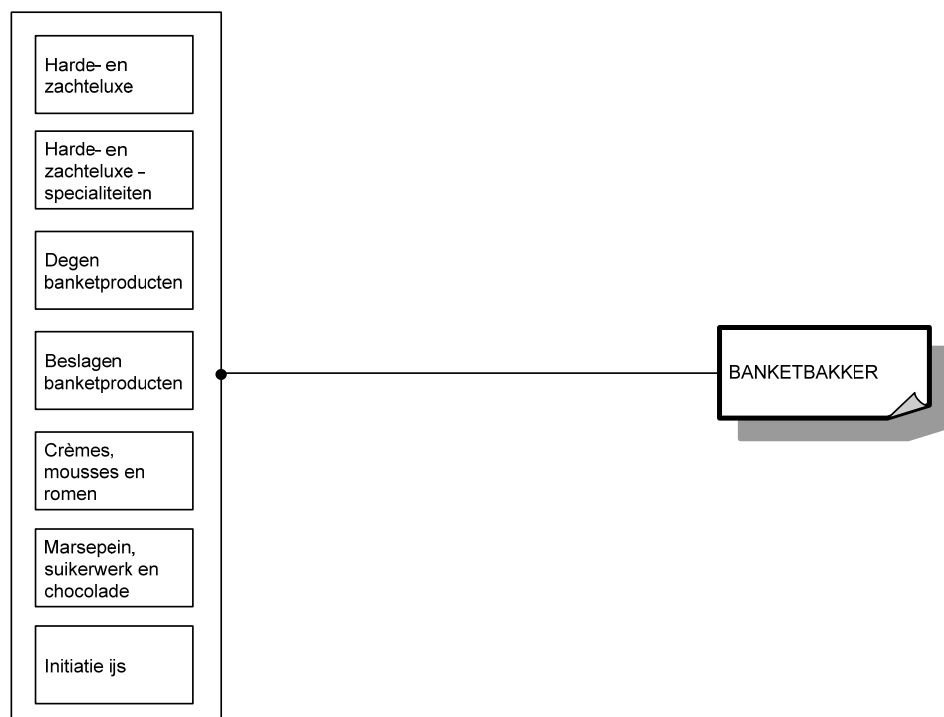 Harde- en
zachteluxe
Harde- en
zachteluxe -
specialiteiten
Degen
banketproducten
Beslagen
banketproducten
BANKETBAKKER
Crèmes,
mousses en
romen
Marsepein,
suikerwerk en
chocolade
Initiatie ijs